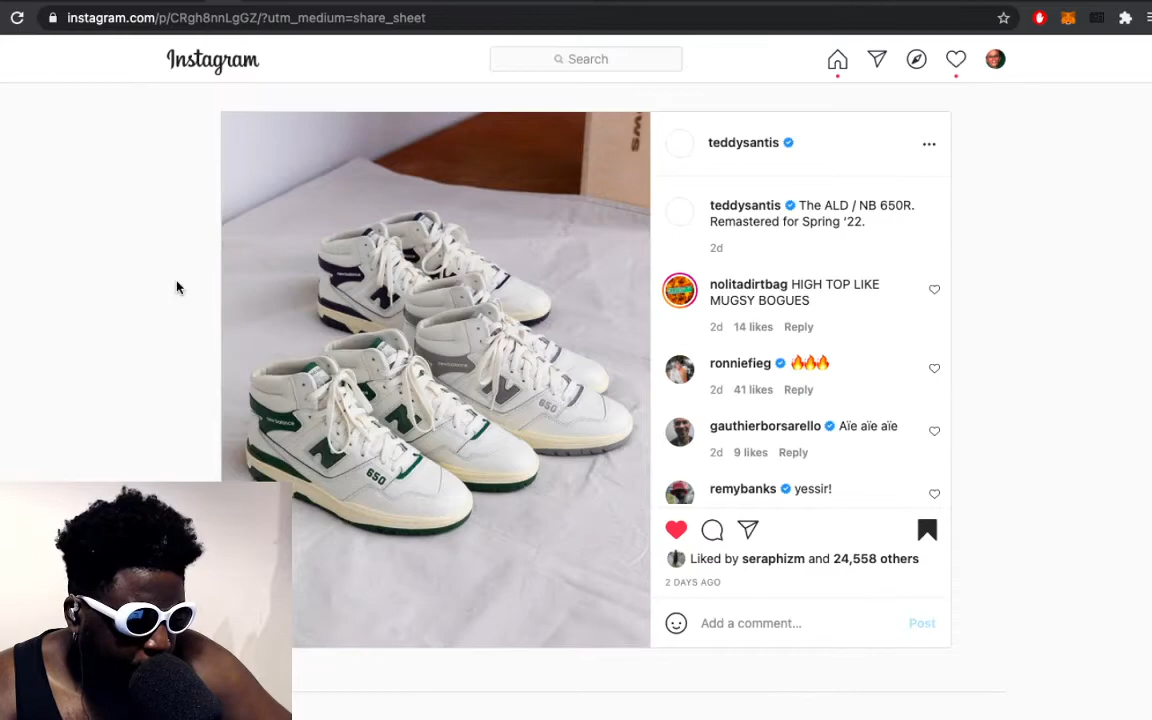 instagram.com/p/CRgh8nnLgGZ/?utm_medium=share_sheet
Instagram
Search
SMS
teddysantis
teddysantis The ALD / NB 650R.
Remastered for Spring ‘22.
2d
nolitadirtbag HIGH TOP LIKE
MUGSY BOGUES
2d 14 likes Reply
ronniefieg 🔥🔥🔥
2d 41 likes Reply
gauthierborsarello Aïe aïe aïe
2d 9 likes Reply
remybanks yessir!
650
650
Liked by seraphizm and 24,558 others
2 DAYS AGO
Add a comment... Post